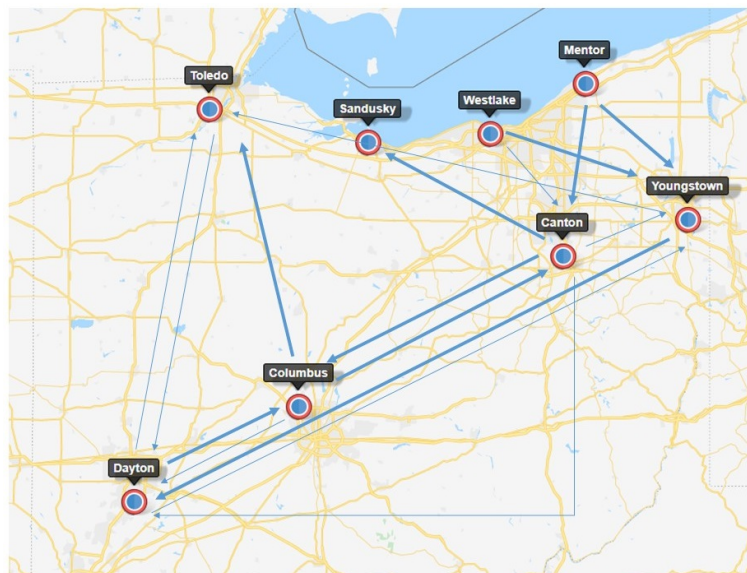 Mentor
Toledo
Sandusky
Westlake
Youngstown
Canton
Columbus
Dayton